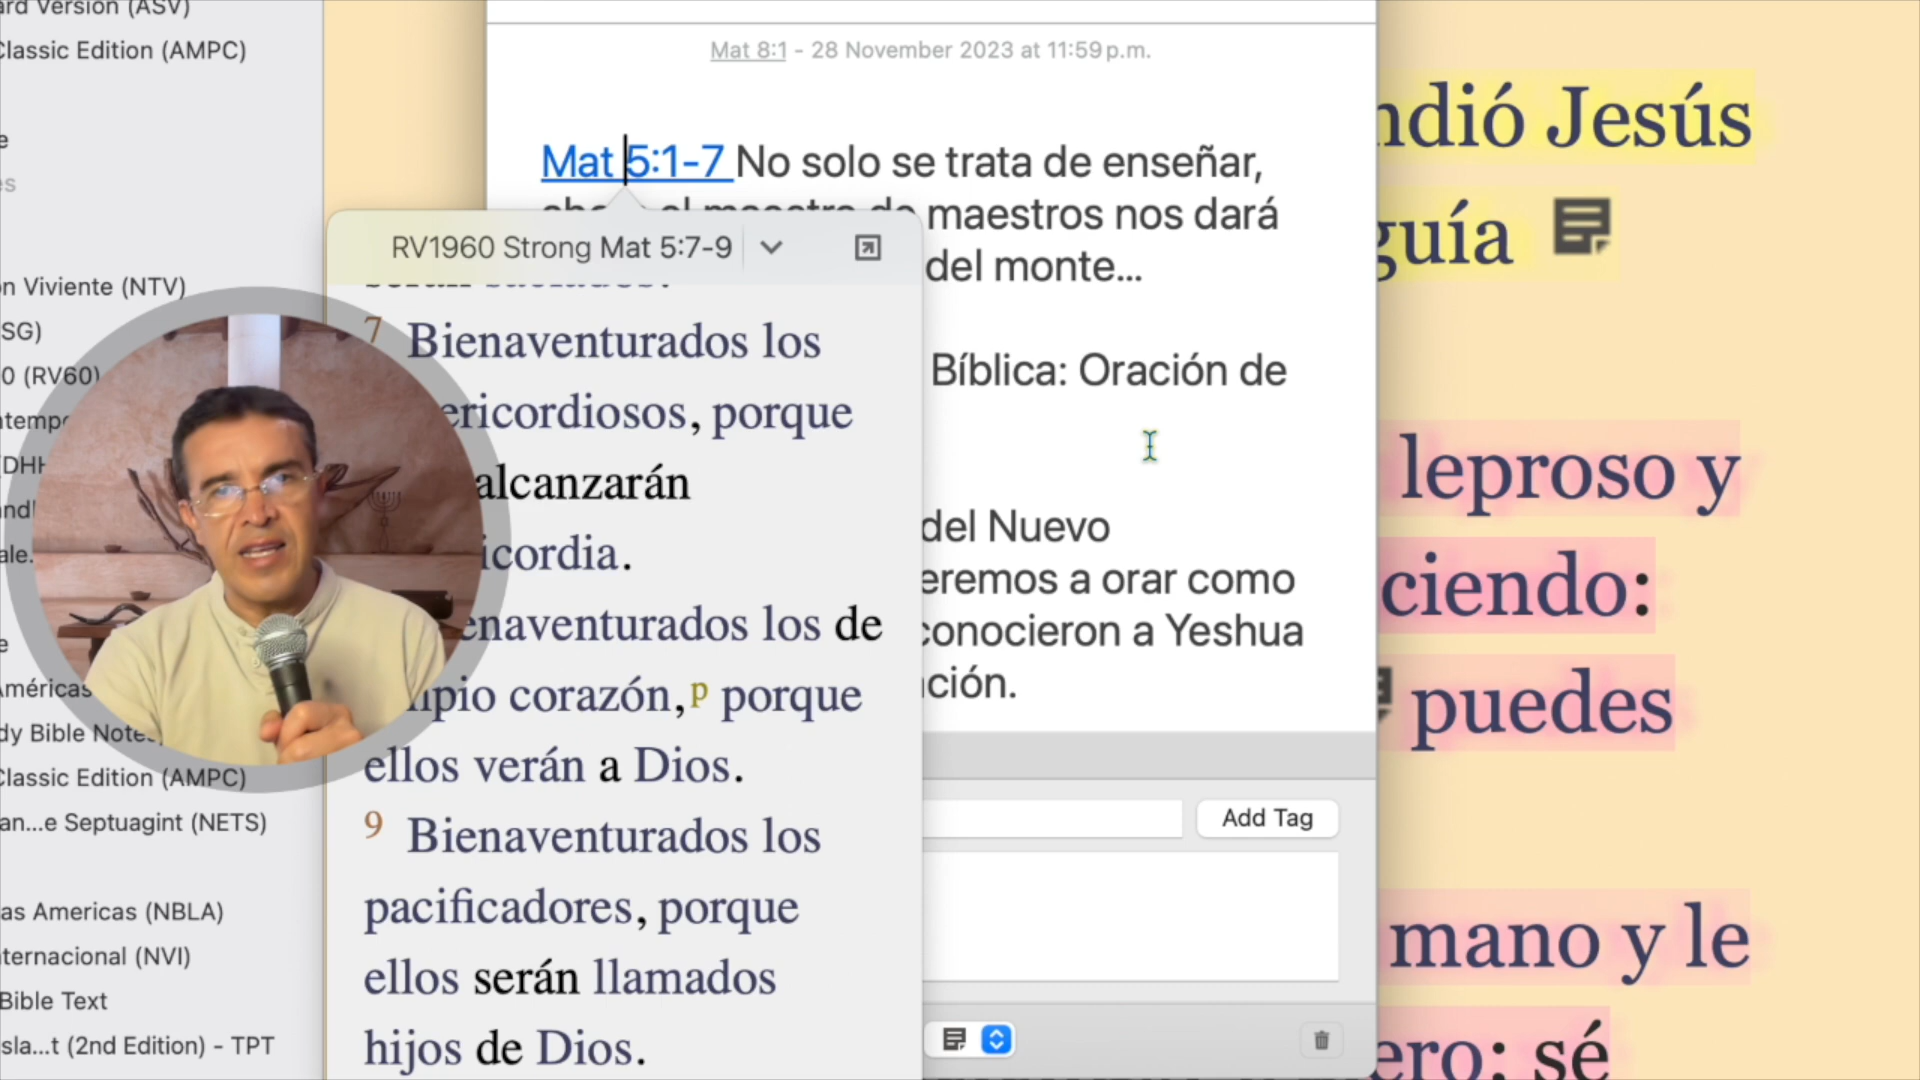 rd Version (ASV)
Classic Edition (AMPC)
n Viviente (NTV)
SG)
0 (RV60)
ntemp
DHH
Américas
dy Bible Note
Classic Edition (AMPC)
an...e Septuagint (NETS)
as Americas (NBLA)
ternacional (NVI)
Bible Text
sla...t (2nd Edition) - TPT
Mat 8:1 - 28 November 2023 at 11:59 p.m.
Mat 5:1-7 No solo se trata de enseñar,
maestros nos dará
del monte...
Bíblica: Oración de
del Nuevo
eremos a orar como
conocieron a Yeshua
ción.
Add Tag
RV1960 Strong Mat 5:7-9
7 Bienaventurados los
ericordiosos, porque
alcanzarán
icordia.
enaventurados los de
pio corazón,p porque
ellos verán a Dios.
9 Bienaventurados los
pacificadores, porque
ellos serán llamados
hijos de Dios.
ndió Jesús
guía
leproso y
ciendo:
puedes
mano y le
ero: sé